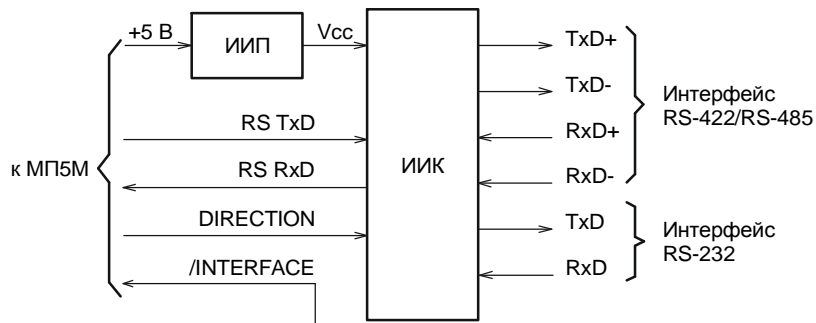 +5 В
ИИП
Vcc
TxD+
TxD-
Интерфейс
RS-422/RS-485
RS TxD
RxD+
к МП5М
RS RxD
ИИК
RxD-
DIRECTION
TxD
Интерфейс
RS-232
/INTERFACE
RxD